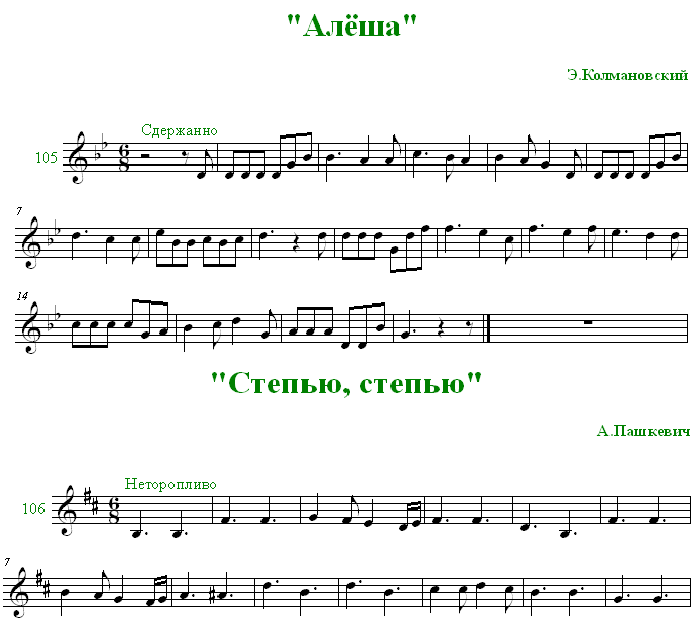 "Алёша"
Э.Колмановский
Сдержанно
105
6
8
7
14
"Степью, степью"
А.Пашкевич
Неторопливо
106
6
8
7